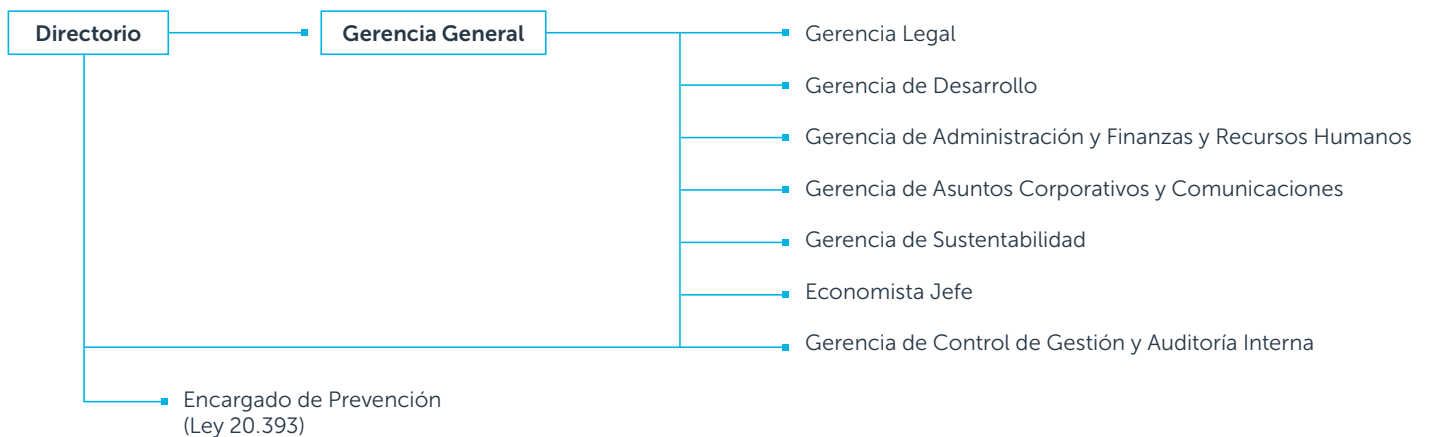 Directorio
Gerencia General
Gerencia Legal
Gerencia de Desarrollo
Gerencia de Administración y Finanzas y Recursos Humanos
Gerencia de Asuntos Corporativos y Comunicaciones
Gerencia de Sustentabilidad
Economista Jefe
Gerencia de Control de Gestión y Auditoría Interna
Encargado de Prevención
(Ley 20.393)